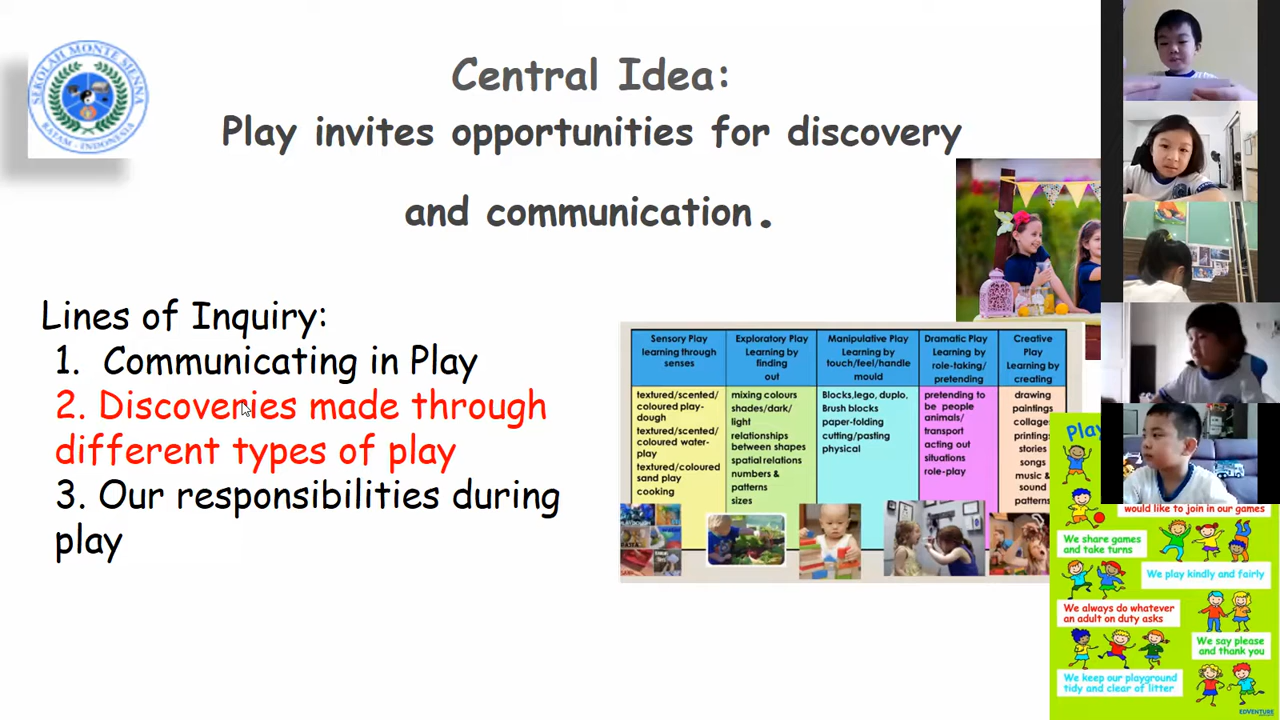 SEKOLAH MONTE SIENNA
BATAM - INDONESIA
Central Idea:
Play invites opportunities for discovery
and communication.
Lines of Inquiry:
1. Communicating in Play
2. Discoveries made through
different types of play
3. Our responsibilities during
play
Sensory Play
learning through
senses
textured/scented/
coloured play-
dough
textured/scented/
coloured water-
play
textured/coloured
sand play
cooking
Exploratory Play
Learning by
finding
out
mixing colours
shades/dark/
light
relationships
between shapes
spatial relations
numbers &
patterns
sizes
Manipulative Play
Learning by
touch/feel/handle
mould
Blocks,lego, duplo,
Brush blocks
paper-folding
cutting/pasting
physical
Dramatic Play
Learning by
role-taking/
pretending
pretending to
be people
animals/
transport
acting out
situations
role-play
Creative
Play
Learning by
creating
drawing
paintings
collage
printing
stories
songs
music &
sound
patterns
Play
would like to join in our games
We share games
and take turns
We play kindly and fairly
We always do whatever
an adult on duty asks
We say please
and thank you
We keep our playground
tidy and clear of litter
EDVENTURE